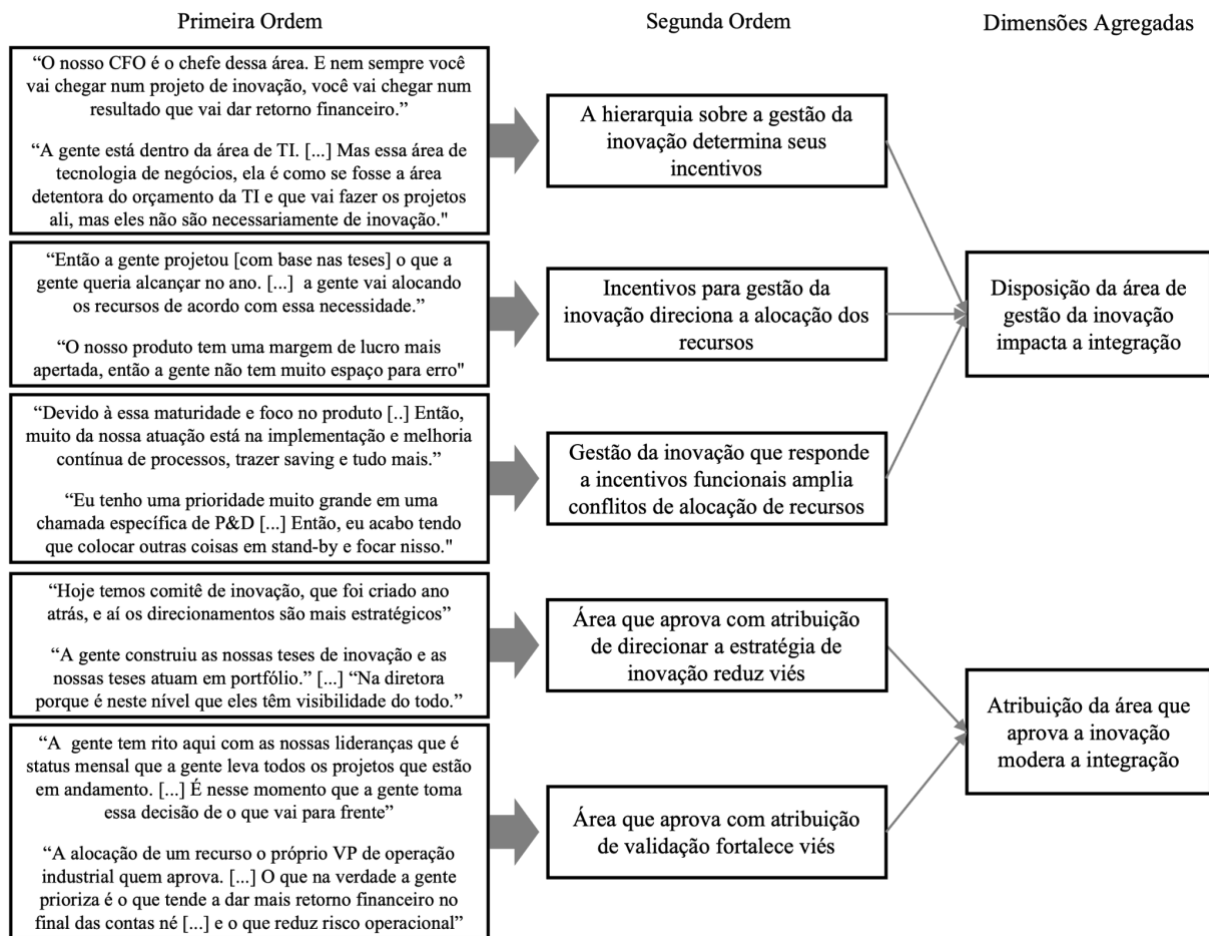 Primeira Ordem
Segunda Ordem
Dimensões Agregadas
“O nosso CFO é o chefe dessa área. E nem sempre você
vai chegar num projeto de inovação, você vai chegar num
resultado que vai dar retorno financeiro.”
“A gente está dentro da área de TI. [...] Mas essa área de
tecnologia de negócios, ela é como se fosse a área
detentora do orçamento da TI e que vai fazer os projetos
ali, mas eles não são necessariamente de inovação."
A hierarquia sobre a gestão da
inovação determina seus
incentivos
“Então a gente projetou [com base nas teses] o que a
gente queria alcançar no ano. [...]  a gente vai alocando
os recursos de acordo com essa necessidade.”
“O nosso produto tem uma margem de lucro mais
apertada, então a gente não tem muito espaço para erro"
Incentivos para gestão da
inovação direciona a alocação dos
recursos
Disposição da área de
gestão da inovação
impacta a integração
“Devido à essa maturidade e foco no produto [..] Então,
muito da nossa atuação está na implementação e melhoria
contínua de processos, trazer saving e tudo mais.”
“Eu tenho uma prioridade muito grande em uma
chamada específica de P&D [...] Então, eu acabo tendo
que colocar outras coisas em stand-by e focar nisso."
Gestão da inovação que responde
a incentivos funcionais amplia
conflitos de alocação de recursos
“Hoje temos comitê de inovação, que foi criado ano
atrás, e aí os direcionamentos são mais estratégicos”
“A gente construiu as nossas teses de inovação e as
nossas teses atuam em portfólio.” [...] “Na diretora
porque é neste nível que eles têm visibilidade do todo.”
Área que aprova com atribuição
de direcionar a estratégia de
inovação reduz viés
“A  gente tem rito aqui com as nossas lideranças que é
status mensal que a gente leva todos os projetos que estão
em andamento. [...] É nesse momento que a gente toma
essa decisão de o que vai para frente”
“A alocação de um recurso o próprio VP de operação
industrial quem aprova. [...] O que na verdade a gente
prioriza é o que tende a dar mais retorno financeiro no
final das contas né [...] e o que reduz risco operacional”
Área que aprova com atribuição
de validação fortalece viés
Atribuição da área que
aprova a inovação
modera a integração